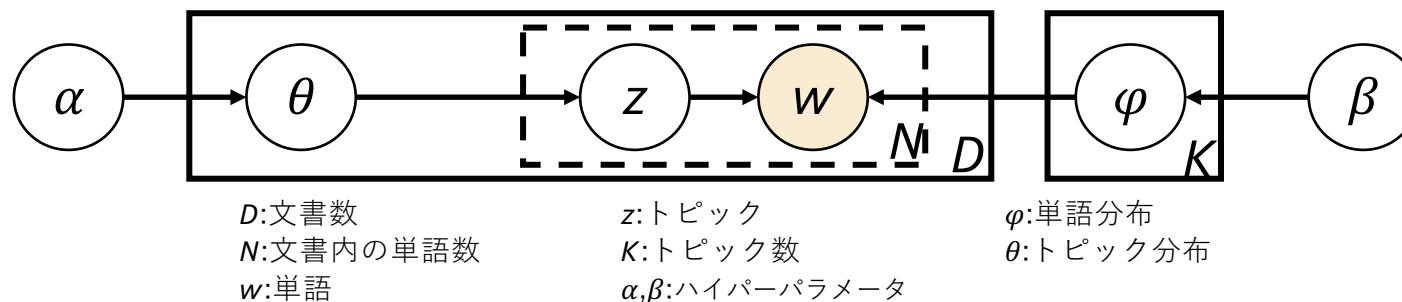 α θ z w φ β
N D K
D:文書数 z:トピック φ:単語分布
N:文書内の単語数 K:トピック数 θ:トピック分布
w:単語 α,β:ハイパーパラメータ